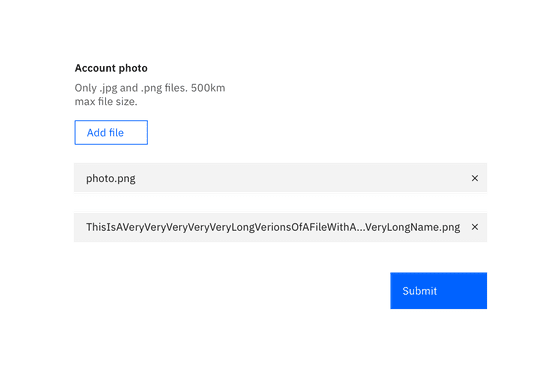 Account photo
Only .jpg and .png files. 500km
max file size.
Add file
photo.png
ThisIsAVeryVeryVeryVeryVeryLongVerionsOfAFileWithA...VeryLongName.png
Submit